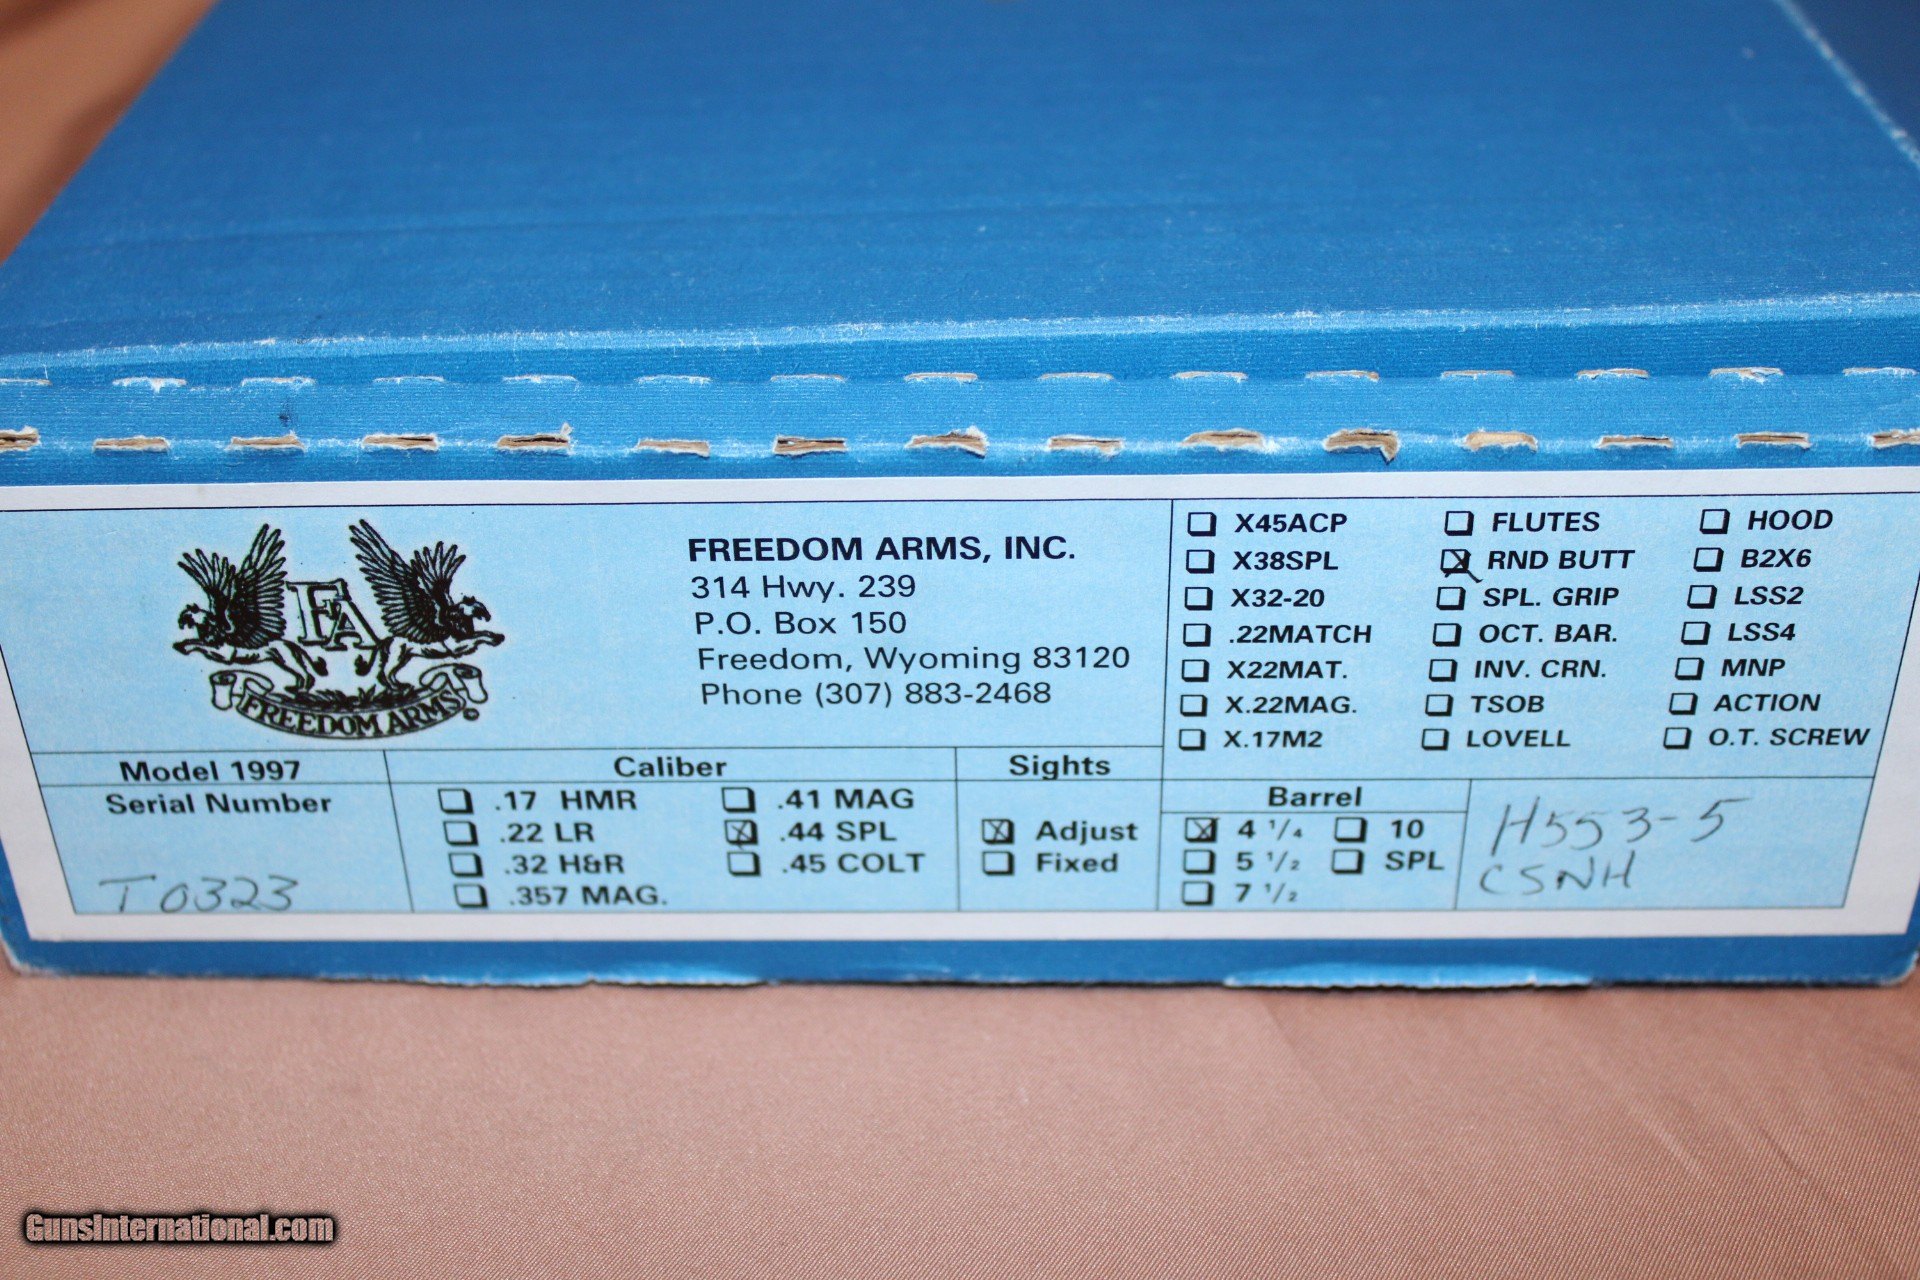 FA
FREEDOM ARMS ©
FREEDOM ARMS, INC.
314 Hwy. 239
P.O. Box 150
Freedom, Wyoming 83120
Phone (307) 883-2468
X45ACP
X38SPL
X32-20
.22MATCH
X22MAT.
X.22MAG.
X.17M2
FLUTES
RND BUTT
SPL. GRIP
OCT. BAR.
INV. CRN.
TSOB
LOVELL
HOOD
B2X6
LSS2
LSS4
MNP
ACTION
O.T. SCREW
Model 1997
Serial Number
T0323
Caliber
.17 HMR
.22 LR
.32 H&R
.357 MAG.
.41 MAG
.44 SPL
.45 COLT
Sights
Adjust
Fixed
Barrel
4 1/4
5 1/2
7 1/2
10
SPL
H553-5
CSNH
GunsInternational.com